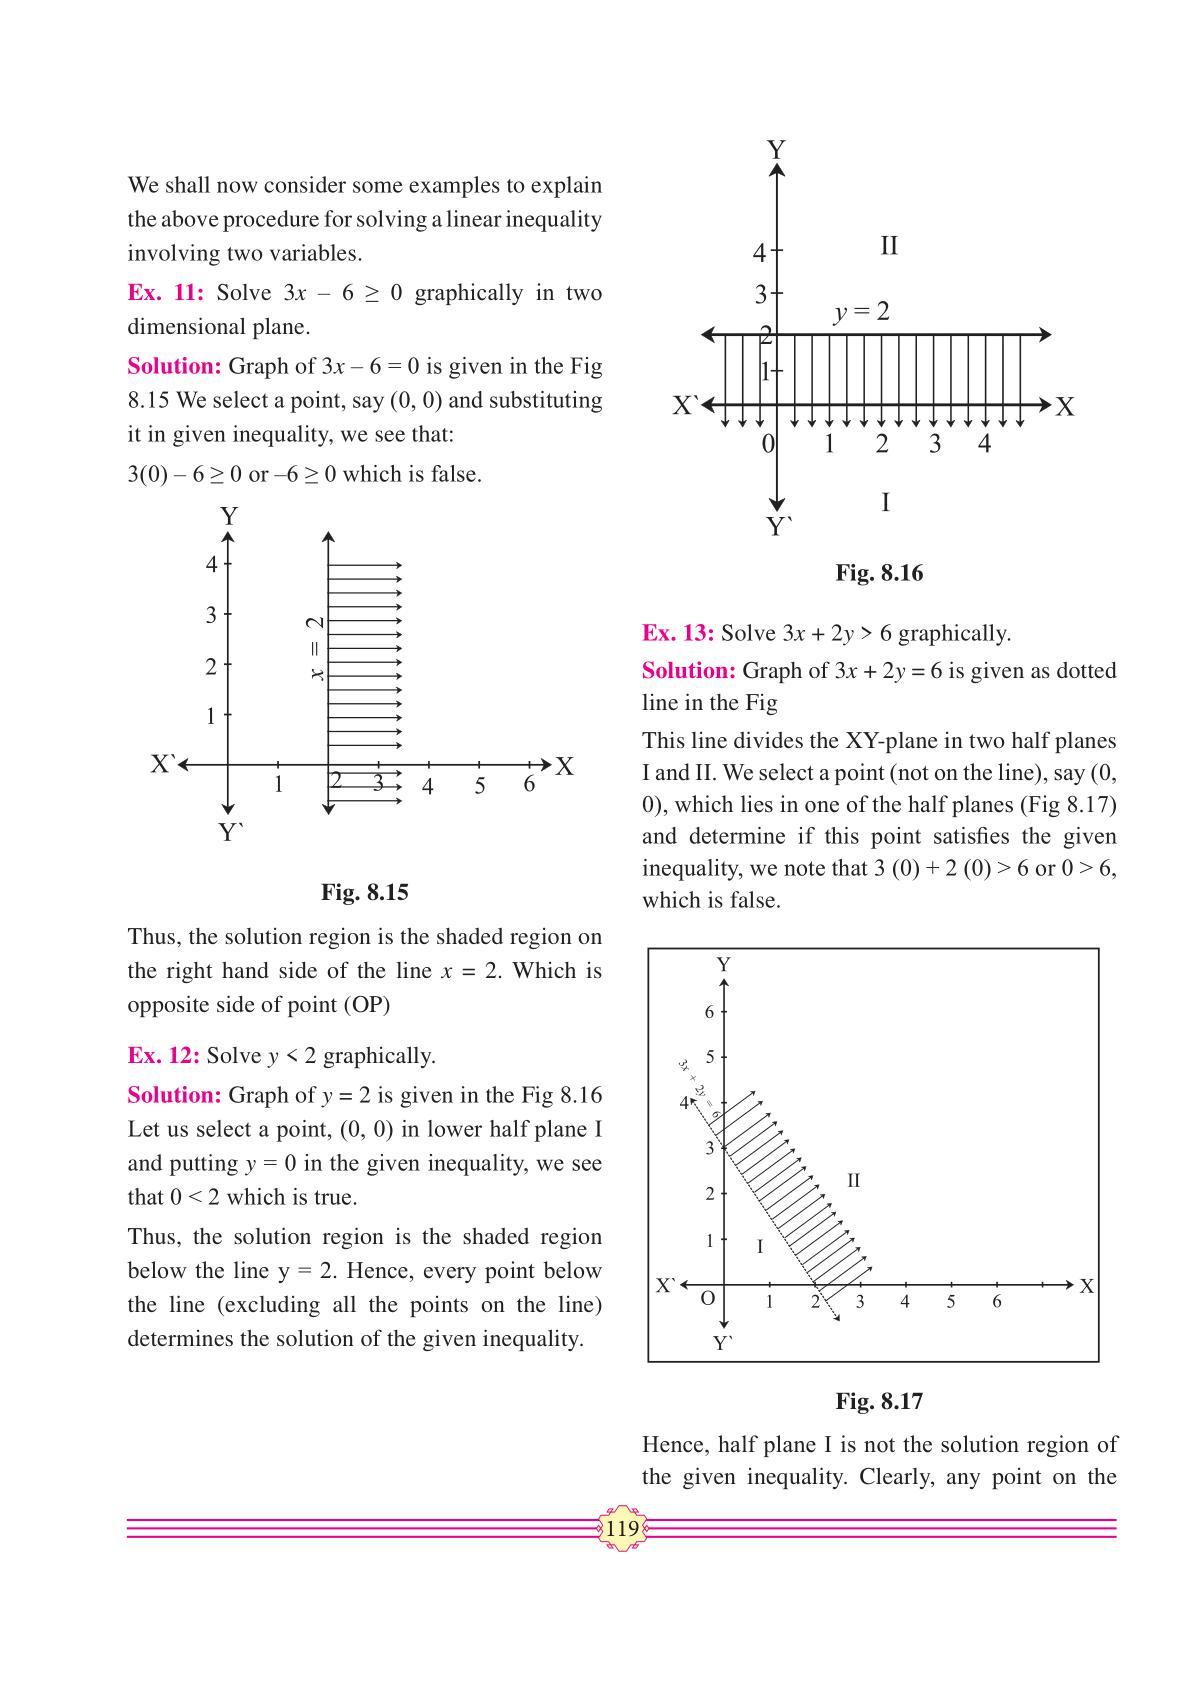 We shall now consider some examples to explain
the above procedure for solving a linear inequality
involving two variables.
Ex. 11: Solve 3x – 6 ≥ 0 graphically in two
dimensional plane.
Solution: Graph of 3x – 6 = 0 is given in the Fig
8.15 We select a point, say (0, 0) and substituting
it in given inequality, we see that:
3(0) – 6 ≥ 0 or –6 ≥ 0 which is false.
Y
4
3
2
1
x = 2
X` X
1 2 3 4 5 6
Y`
Fig. 8.15
Thus, the solution region is the shaded region on
the right hand side of the line x = 2. Which is
opposite side of point (OP)
Ex. 12: Solve y < 2 graphically.
Solution: Graph of y = 2 is given in the Fig 8.16
Let us select a point, (0, 0) in lower half plane I
and putting y = 0 in the given inequality, we see
that 0 < 2 which is true.
Thus, the solution region is the shaded region
below the line y = 2. Hence, every point below
the line (excluding all the points on the line)
determines the solution of the given inequality.
Y
4 II
3
y = 2
2
1
X` X
0 1 2 3 4
I
Y`
Fig. 8.16
Ex. 13: Solve 3x + 2y > 6 graphically.
Solution: Graph of 3x + 2y = 6 is given as dotted
line in the Fig
This line divides the XY-plane in two half planes
I and II. We select a point (not on the line), say (0,
0), which lies in one of the half planes (Fig 8.17)
and determine if this point satisfies the given
inequality, we note that 3 (0) + 2 (0) > 6 or 0 > 6,
which is false.
Y
6
5
3x + 2y = 6
4
3
II
2
1 I
X` X
O 1 2 3 4 5 6
Y`
Fig. 8.17
Hence, half plane I is not the solution region of
the given inequality. Clearly, any point on the
119